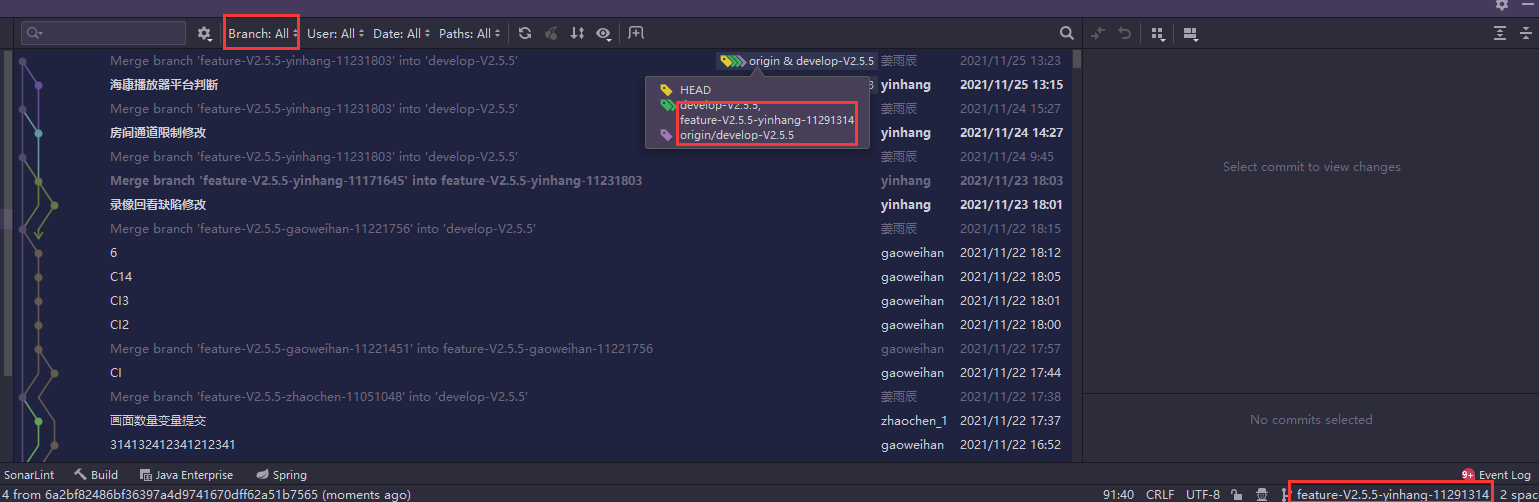 Branch: All User: All Date: All Paths: All
Merge branch 'feature-V2.5.5-yinhang-11231803' into 'develop-V2.5.5' origin & develop-V2.5.5 姜雨辰 2021/11/25 13:23
海康播放器平台判断 3 yinhang 2021/11/25 13:15
HEAD
develop-V2.5.5,
feature-V2.5.5-yinhang-11291314
origin/develop-V2.5.5
Merge branch 'feature-V2.5.5-yinhang-11231803' into 'develop-V2.5.5' 姜雨辰 2021/11/24 15:27
房间通道限制修改 yinhang 2021/11/24 14:27
Merge branch 'feature-V2.5.5-yinhang-11231803' into 'develop-V2.5.5' 姜雨辰 2021/11/24 9:45
Merge branch 'feature-V2.5.5-yinhang-11171645' into feature-V2.5.5-yinhang-11231803 yinhang 2021/11/23 18:03
录像回看缺陷修改 yinhang 2021/11/23 18:01
Merge branch 'feature-V2.5.5-gaoweihan-11221756' into 'develop-V2.5.5' 姜雨辰 2021/11/22 18:15
6 gaoweihan 2021/11/22 18:12
C14 gaoweihan 2021/11/22 18:05
CI3 gaoweihan 2021/11/22 18:01
CI2 gaoweihan 2021/11/22 18:00
Merge branch 'feature-V2.5.5-gaoweihan-11221451' into feature-V2.5.5-gaoweihan-11221756 gaoweihan 2021/11/22 17:57
CI gaoweihan 2021/11/22 17:44
Merge branch 'feature-V2.5.5-zhaochen-11051048' into 'develop-V2.5.5' 姜雨辰 2021/11/22 17:38
画面数量变量提交 zhaochen_1 2021/11/22 17:37
314132412341212341 gaoweihan 2021/11/22 16:52
Select commit to view changes
No commits selected
SonarLint Build Java Enterprise Spring 9+ Event Log
4 from 6a2bf82486bf36397a4d9741670dff62a51b7565 (moments ago) 91:40 CRLF UTF-8 feature-V2.5.5-yinhang-11291314 2 spac